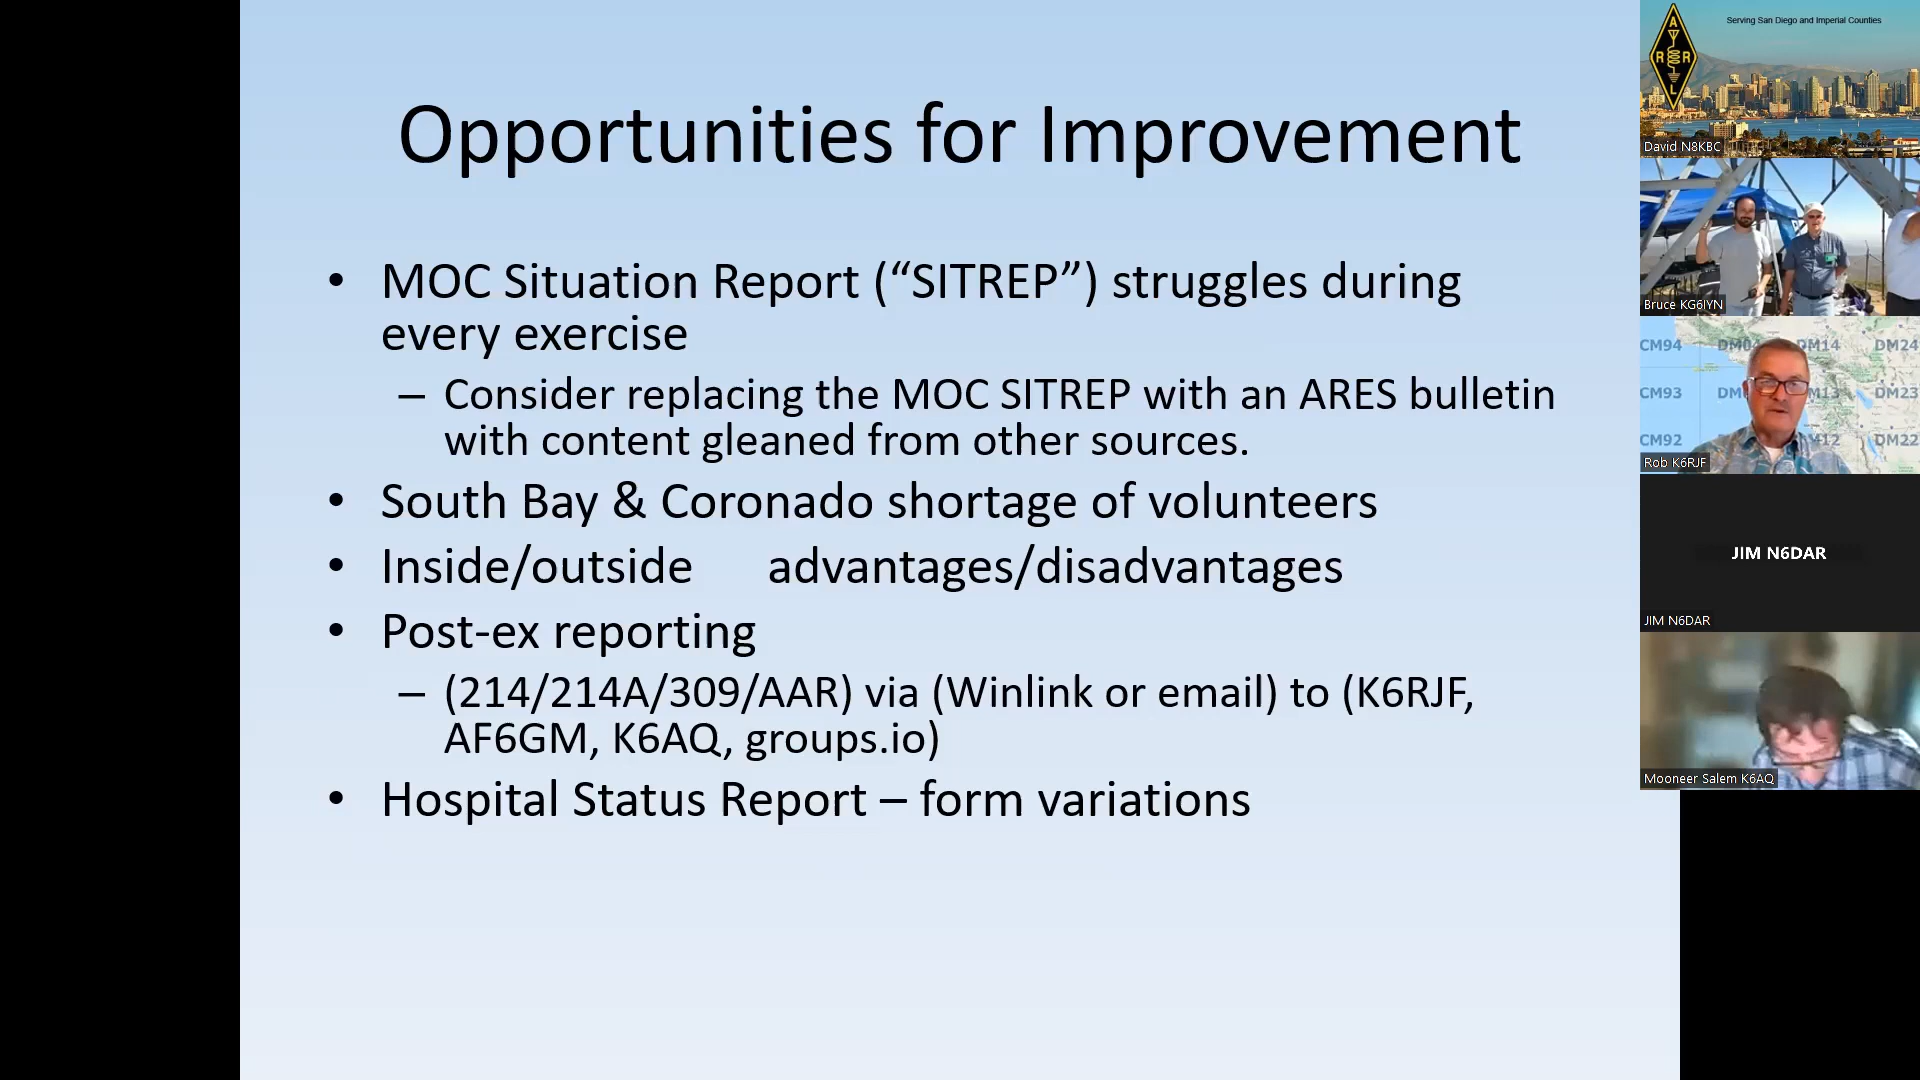 Opportunities for Improvement
• MOC Situation Report (“SITREP”) struggles during
every exercise
– Consider replacing the MOC SITREP with an ARES bulletin
with content gleaned from other sources.
• South Bay & Coronado shortage of volunteers
• Inside/outside advantages/disadvantages
• Post-ex reporting
– (214/214A/309/AAR) via (Winlink or email) to (K6RJF,
AF6GM, K6AQ, groups.io)
• Hospital Status Report – form variations
Serving San Diego and Imperial Counties
A
R R
L
David N8KBC
Bruce KG6IYN
CM94 DM14 DM24
CM93 M13 DM23
CM92 M12 DM22
Rob K6RJF
JIM N6DAR
JIM N6DAR
Mooneer Salem K6AQ